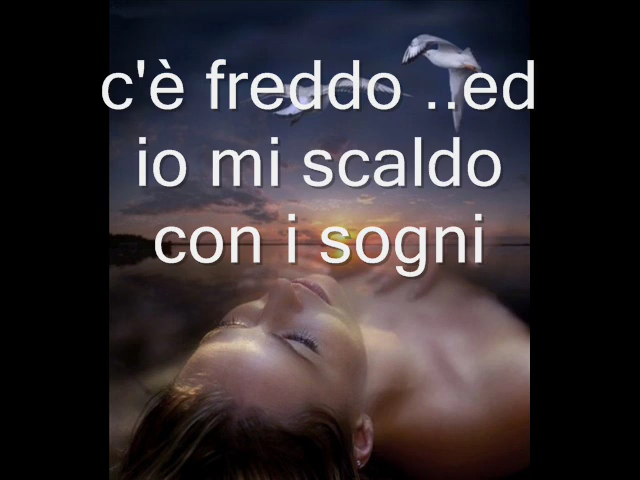 c'è freddo ..ed
io mi scaldo
con i sogni